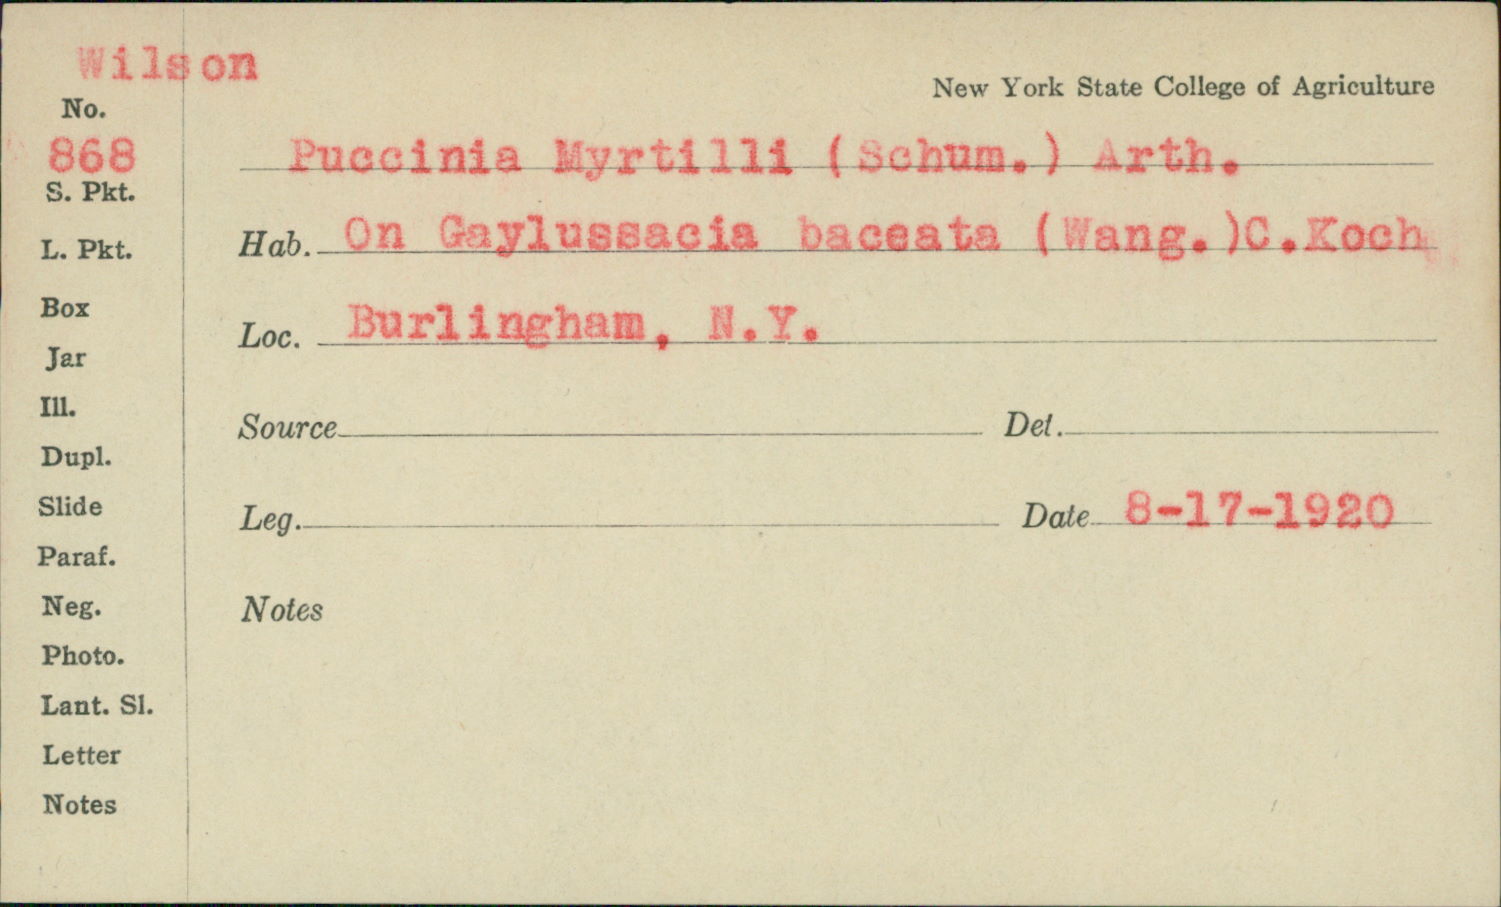 Wilson
New York State College of Agriculture
No.
868
Puccinia Myrtilli (Schum.) Arth.
S. Pkt.
Hab. On Gaylussacia baceata (Wang.)C.Koch
L. Pkt.
Box
Loc. Burlingham, N.Y.
Jar
Ill.
Source Det.
Dupl.
Slide
Leg. Date 8-17-1920
Paraf.
Neg.
Notes
Photo.
Lant. Sl.
Letter
Notes